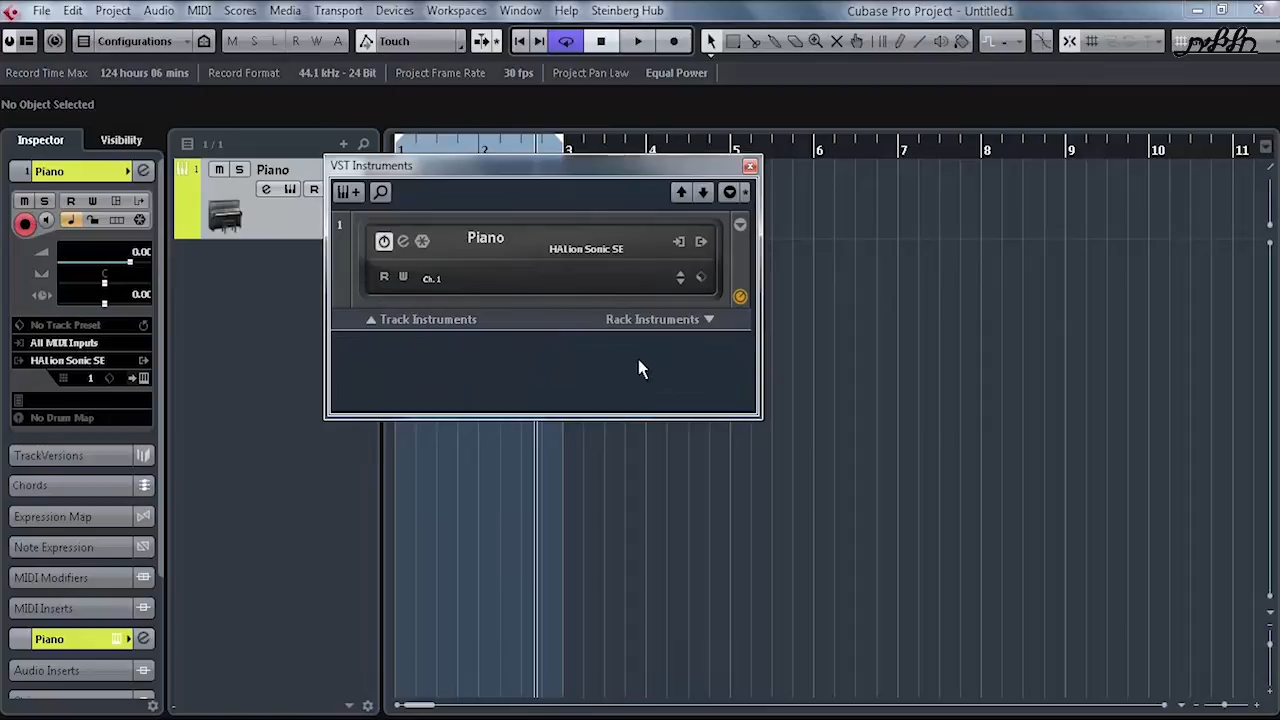 File Edit Project Audio MIDI Scores Media Transport Devices Workspaces Window Help Steinberg Hub Cubase Pro Project - Untitled1
Configurations M S L R W A Touch
Record Time Max 124 hours 06 mins Record Format 44.1 kHz - 24 Bit Project Frame Rate 30 fps Project Pan Law Equal Power
No Object Selected
Inspector Visibility 1 / 1 1 2 3 4 5 6 7 8 9 10 11
1 Piano
M S R W
0.00
C
0.00
No Track Preset
All MIDI Inputs
HALion Sonic SE
1
No Drum Map
TrackVersions
Chords
Expression Map
Note Expression
MIDI Modifiers
MIDI Inserts
Piano
Audio Inserts
1 M S Piano
e R
VST Instruments
1 Piano HALion Sonic SE
R W Ch. 1
Track Instruments Rack Instruments